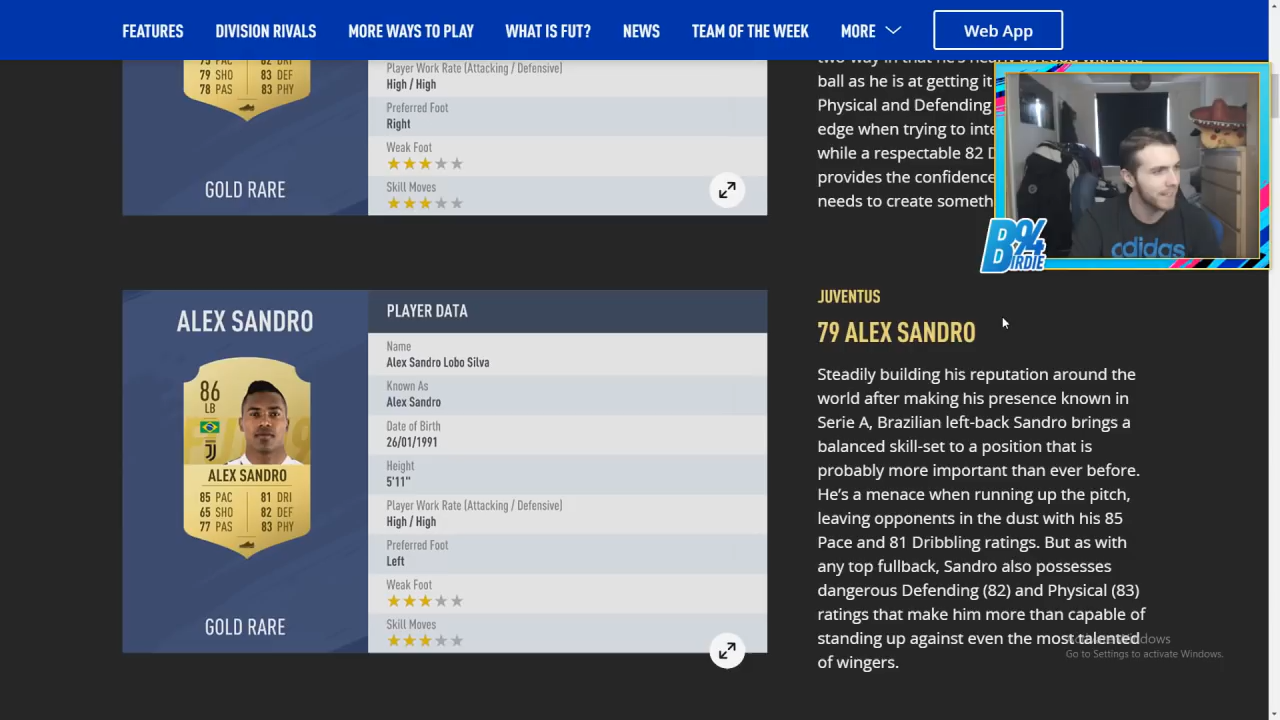 FEATURES DIVISION RIVALS MORE WAYS TO PLAY WHAT IS FUT? NEWS TEAM OF THE WEEK MORE Web App
79 SHO 83 DEF
78 PAS 83 PHY
GOLD RARE
Player Work Rate (Attacking / Defensive)
High / High
Preferred Foot
Right
Weak Foot
Skill Moves
ball as he is at getting it
Physical and Defending
edge when trying to inte
while a respectable 82 D
provides the confidence
needs to create someth
adidas
B94
BIRDIE
ALEX SANDRO
86
LB
ALEX SANDRO
85 PAC 81 DRI
65 SHO 82 DEF
77 PAS 83 PHY
GOLD RARE
PLAYER DATA
Name
Alex Sandro Lobo Silva
Known As
Alex Sandro
Date of Birth
26/01/1991
Height
5'11"
Player Work Rate (Attacking / Defensive)
High / High
Preferred Foot
Left
Weak Foot
Skill Moves
JUVENTUS
79 ALEX SANDRO
Steadily building his reputation around the
world after making his presence known in
Serie A, Brazilian left-back Sandro brings a
balanced skill-set to a position that is
probably more important than ever before.
He's a menace when running up the pitch,
leaving opponents in the dust with his 85
Pace and 81 Dribbling ratings. But as with
any top fullback, Sandro also possesses
dangerous Defending (82) and Physical (83)
ratings that make him more than capable of
standing up against even the most talented
of wingers.
Activate Windows
Go to Settings to activate Windows.